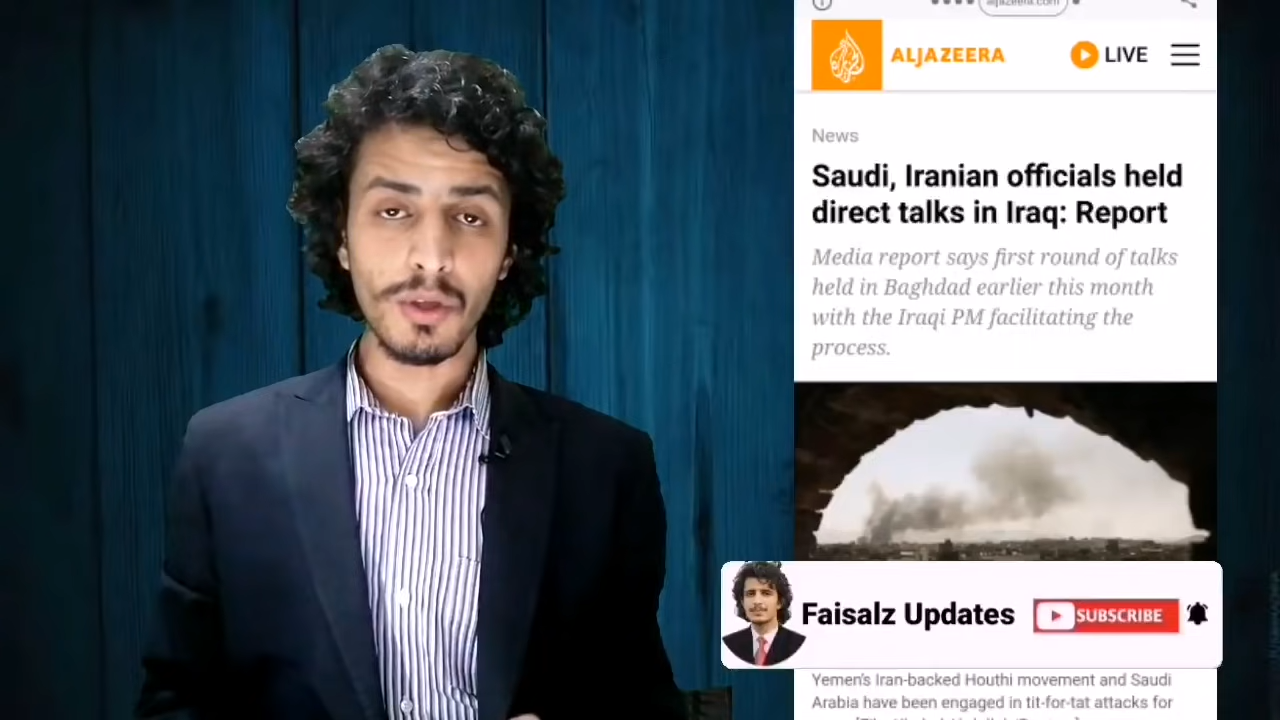 aljazeera.com
ALJAZEERA
LIVE
News
Saudi, Iranian officials held
direct talks in Iraq: Report
Media report says first round of talks
held in Baghdad earlier this month
with the Iraqi PM facilitating the
process.
Faisalz Updates
SUBSCRIBE
Yemen's Iran-backed Houthi movement and Saudi
Arabia have been engaged in tit-for-tat attacks for